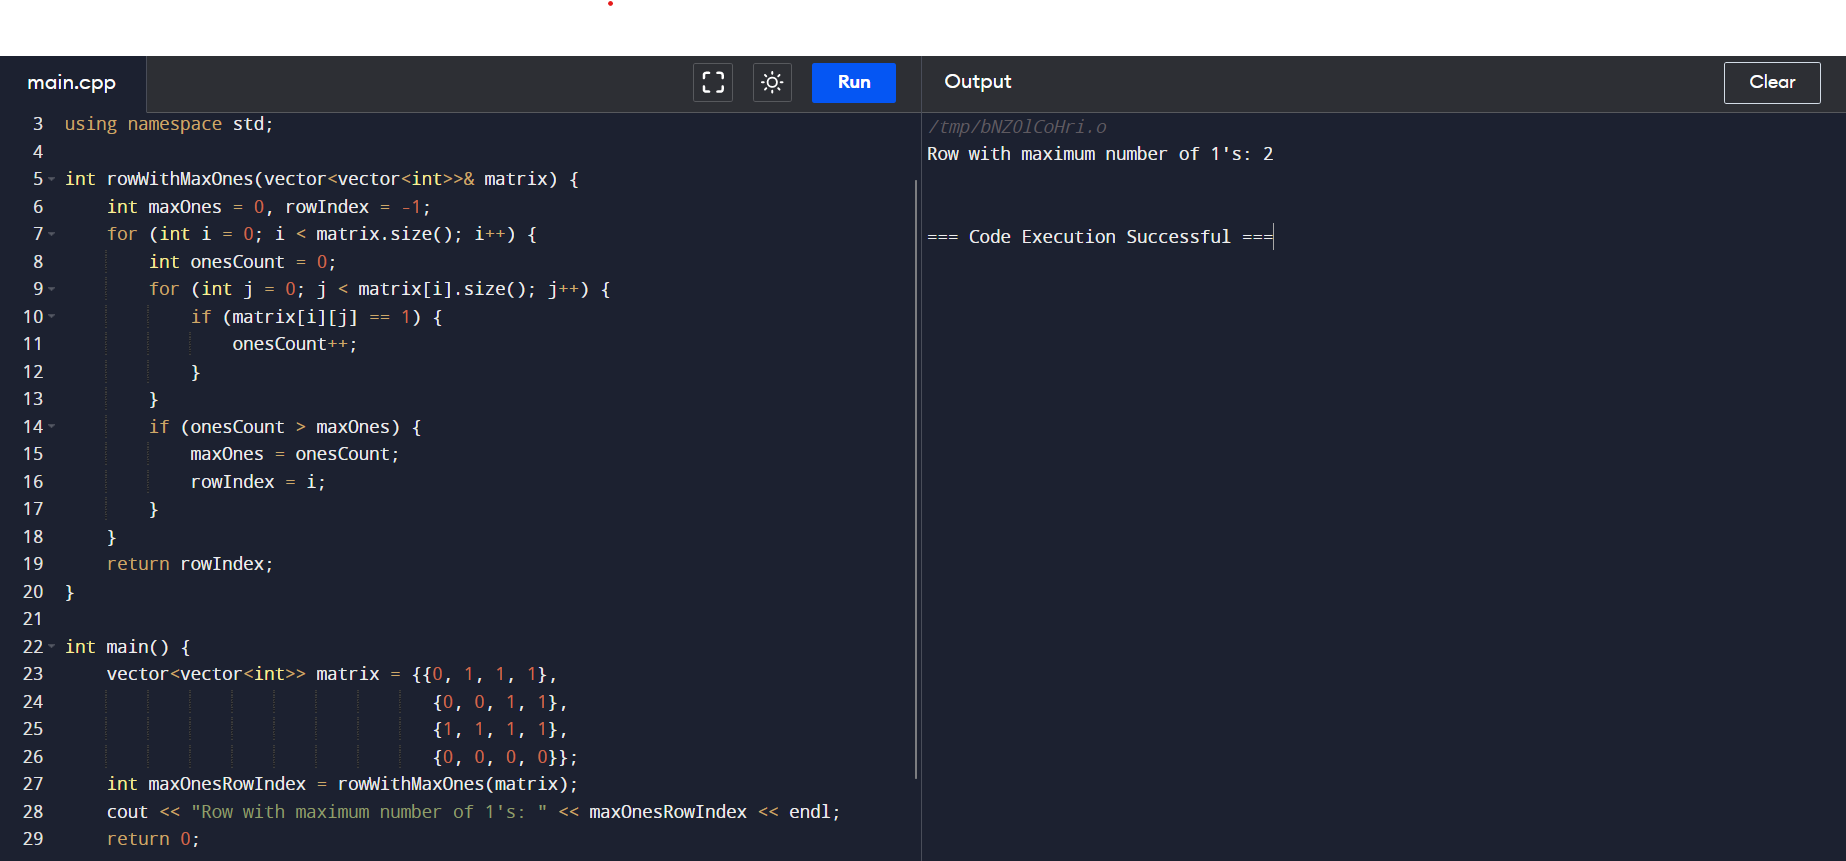 main.cpp
Run
Output
Clear
3 using namespace std;
4
5 int rowWithMaxOnes(vector<vector<int>>& matrix) {
6     int maxOnes = 0, rowIndex = -1;
7     for (int i = 0; i < matrix.size(); i++) {
8         int onesCount = 0;
9         for (int j = 0; j < matrix[i].size(); j++) {
10             if (matrix[i][j] == 1) {
11                 onesCount++;
12             }
13         }
14         if (onesCount > maxOnes) {
15             maxOnes = onesCount;
16             rowIndex = i;
17         }
18     }
19     return rowIndex;
20 }
21
22 int main() {
23     vector<vector<int>> matrix = {{0, 1, 1, 1},
24                                    {0, 0, 1, 1},
25                                    {1, 1, 1, 1},
26                                    {0, 0, 0, 0}};
27     int maxOnesRowIndex = rowWithMaxOnes(matrix);
28     cout << "Row with maximum number of 1's: " << maxOnesRowIndex << endl;
29     return 0;
/tmp/bNZOlCoHri.o
Row with maximum number of 1's: 2
=== Code Execution Successful ===